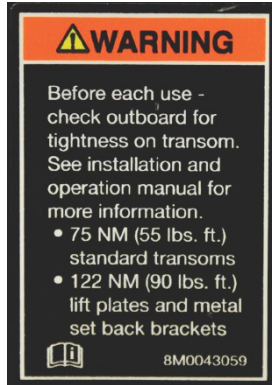 WARNING
Before each use -
check outboard for
tightness on transom.
See installation and
operation manual for
more information.
• 75 NM (55 lbs. ft.)
standard transoms
• 122 NM (90 lbs. ft.)
lift plates and metal
set back brackets
8M0043059